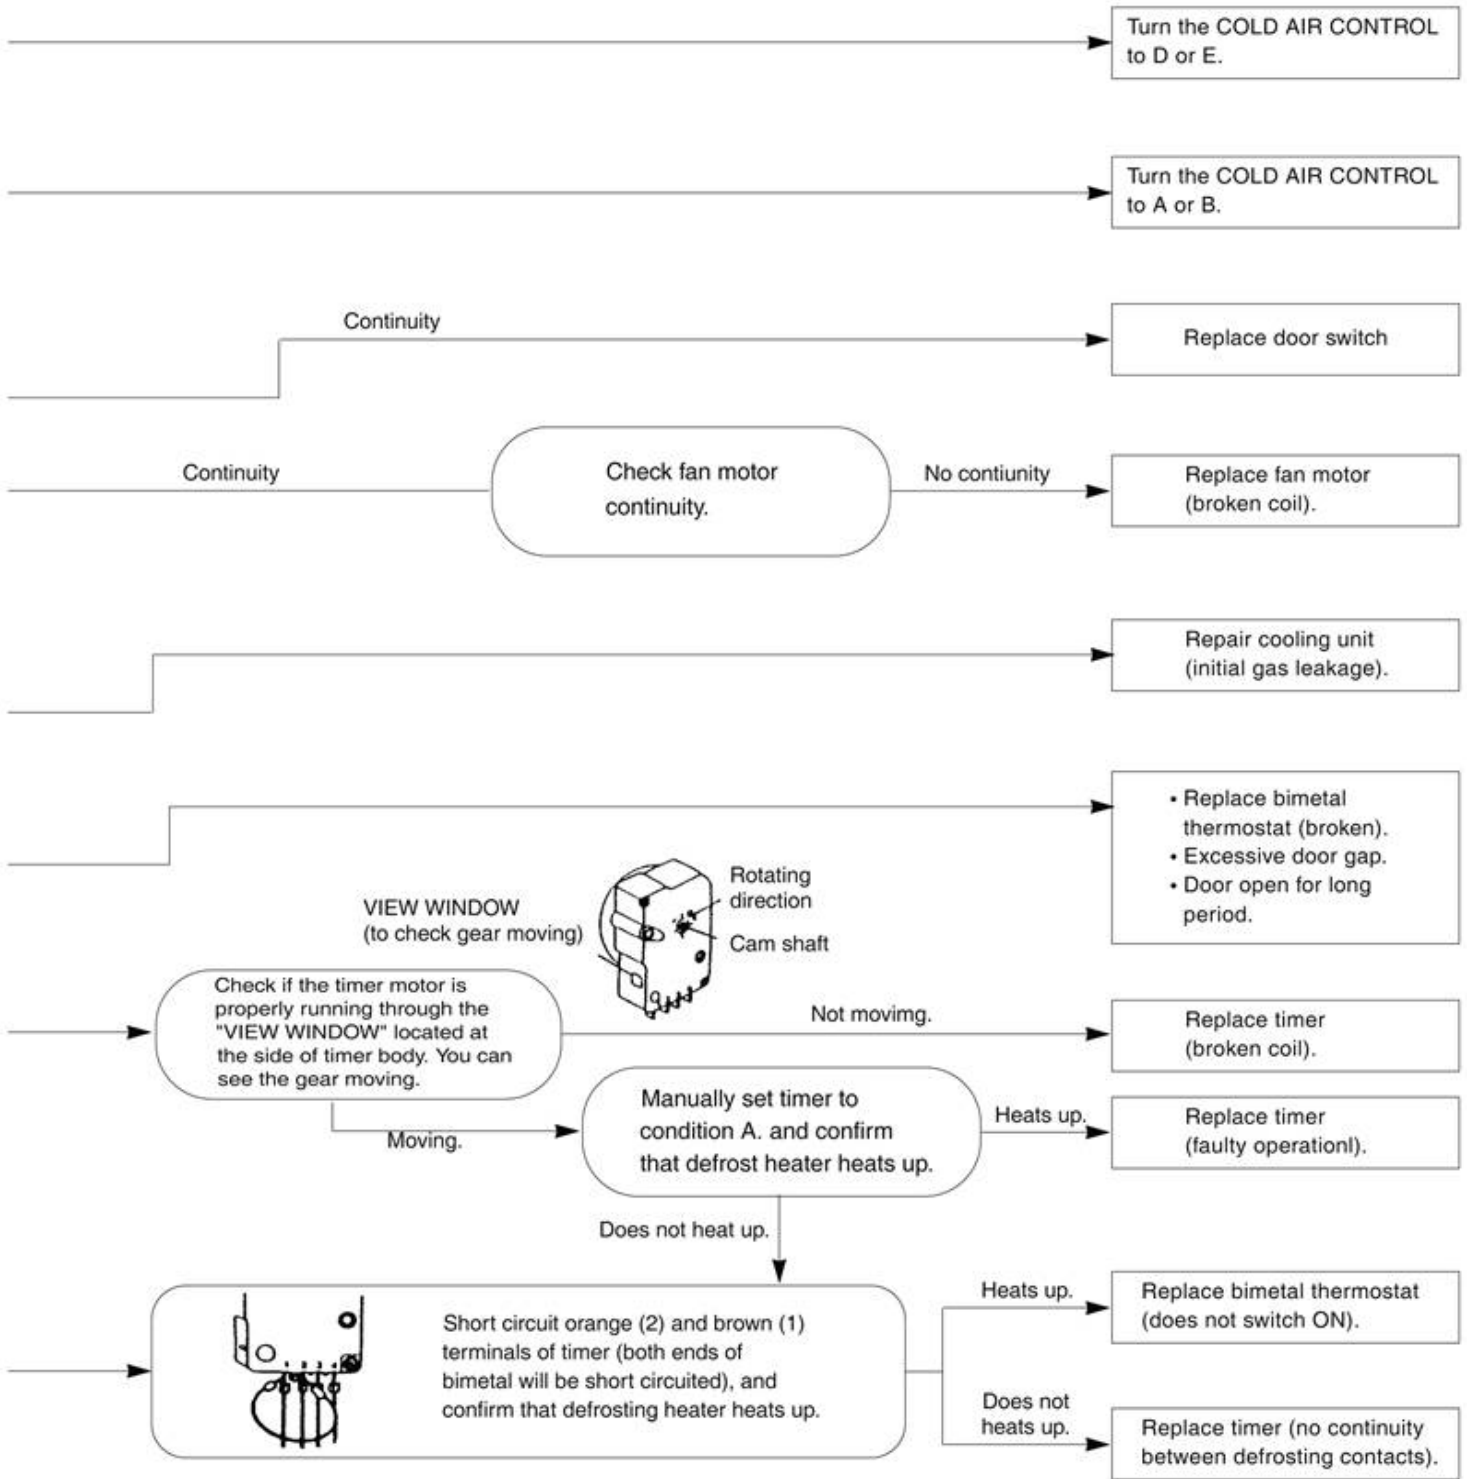 Turn the COLD AIR CONTROL
to D or E.
Turn the COLD AIR CONTROL
to A or B.
Continuity
Replace door switch
Continuity
Check fan motor
continuity.
No contiunity
Replace fan motor
(broken coil).
Repair cooling unit
(initial gas leakage).
• Replace bimetal
thermostat (broken).
• Excessive door gap.
• Door open for long
period.
VIEW WINDOW
(to check gear moving)
Rotating
direction
Cam shaft
Check if the timer motor is
properly running through the
"VIEW WINDOW" located at
the side of timer body. You can
see the gear moving.
Not movimg.
Replace timer
(broken coil).
Moving.
Manually set timer to
condition A. and confirm
that defrost heater heats up.
Heats up.
Replace timer
(faulty operationl).
Does not heat up.
1 2 3 4
Short circuit orange (2) and brown (1)
terminals of timer (both ends of
bimetal will be short circuited), and
confirm that defrosting heater heats up.
Heats up.
Replace bimetal thermostat
(does not switch ON).
Does not
heats up.
Replace timer (no continuity
between defrosting contacts).